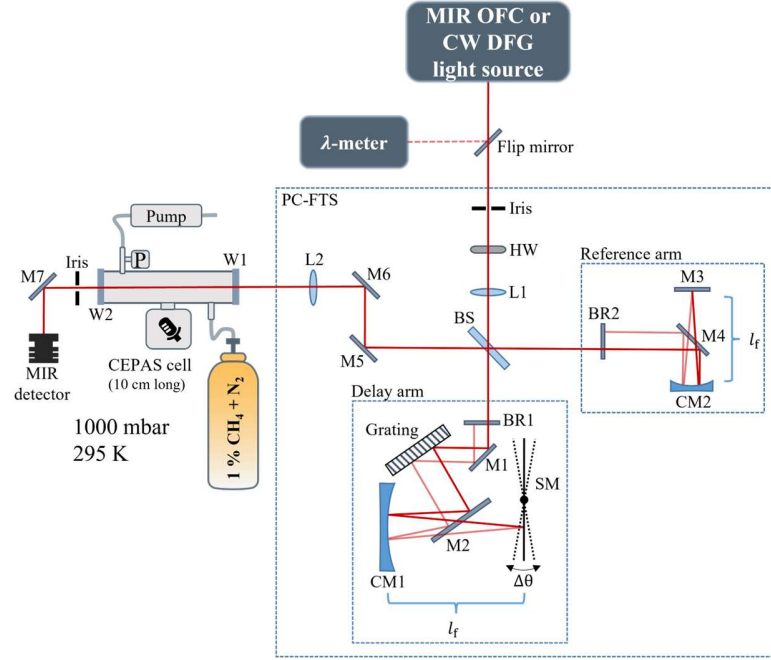 MIR OFC or
CW DFG
light source
λ-meter
Flip mirror
PC-FTS
Iris
HW
L1
BS
Reference arm
M3
BR2
M4
l_f
CM2
Pump
P
Iris
M7
W1
W2
L2
M6
M5
MIR
detector
CEPAS cell
(10 cm long)
1000 mbar
295 K
1 % CH₄ + N₂
Delay arm
BR1
Grating
M1
SM
M2
CM1
Δθ
l_f